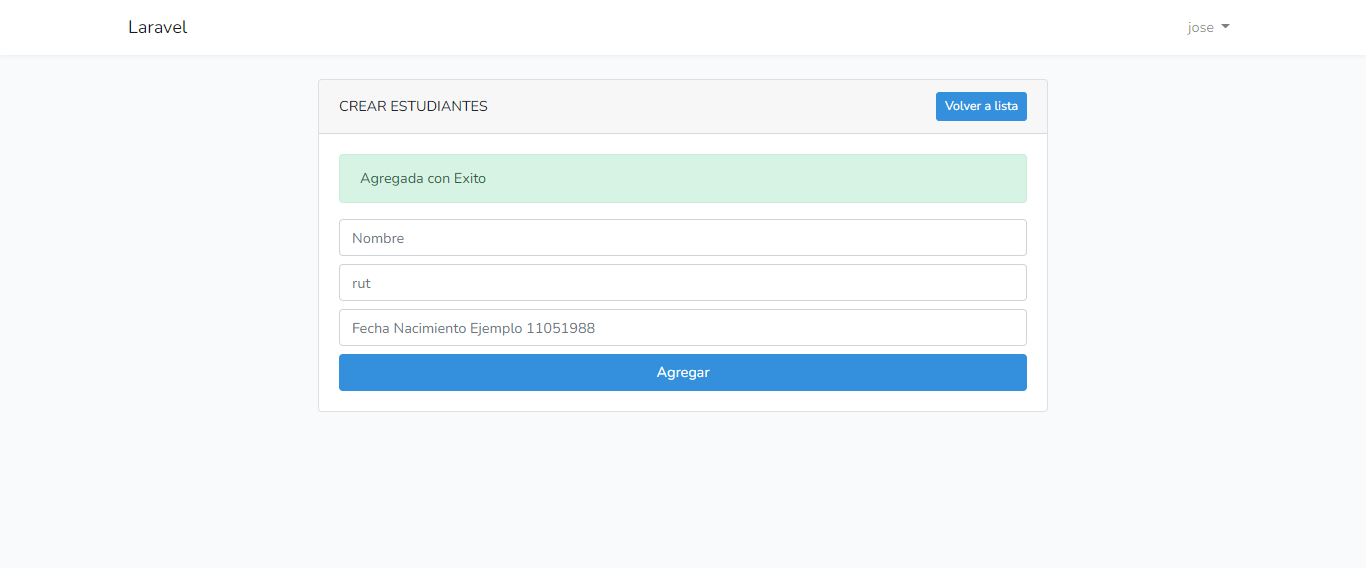 Laravel
jose
CREAR ESTUDIANTES
Volver a lista
Agregada con Exito
Nombre
rut
Fecha Nacimiento Ejemplo 11051988
Agregar